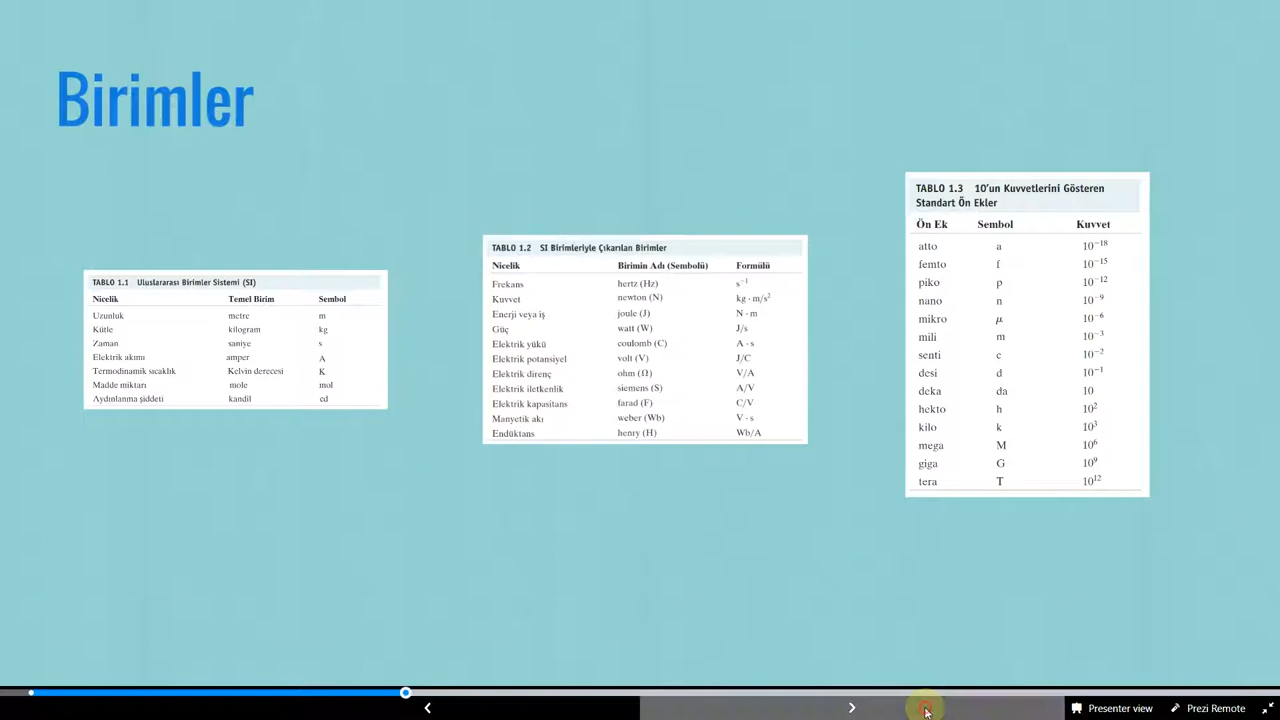 Birimler
TABLO 1.1 Uluslararası Birimler Sistemi (SI)
Nicelik Temel Birim Sembol
Uzunluk metre m
Kütle kilogram kg
Zaman saniye s
Elektrik akımı amper A
Termodinamik sıcaklık Kelvin derecesi K
Madde miktarı mole mol
Aydınlanma şiddeti kandil cd
TABLO 1.2 SI Birimleriyle Çıkarılan Birimler
Nicelik Birimin Adı (Sembolü) Formülü
Frekans hertz (Hz) s⁻¹
Kuvvet newton (N) kg · m/s²
Enerji veya iş joule (J) N · m
Güç watt (W) J/s
Elektrik yükü coulomb (C) A · s
Elektrik potansiyel volt (V) J/C
Elektrik direnç ohm (Ω) V/A
Elektrik iletkenlik siemens (S) A/V
Elektrik kapasitans farad (F) C/V
Manyetik akı weber (Wb) V · s
Endüktans henry (H) Wb/A
TABLO 1.3 10'un Kuvvetlerini Gösteren
Standart Ön Ekler
Ön Ek Sembol Kuvvet
atto a 10⁻¹⁸
femto f 10⁻¹⁵
piko p 10⁻¹²
nano n 10⁻⁹
mikro μ 10⁻⁶
mili m 10⁻³
senti c 10⁻²
desi d 10⁻¹
deka da 10
hekto h 10²
kilo k 10³
mega M 10⁶
giga G 10⁹
tera T 10¹²
Presenter view Prezi Remote